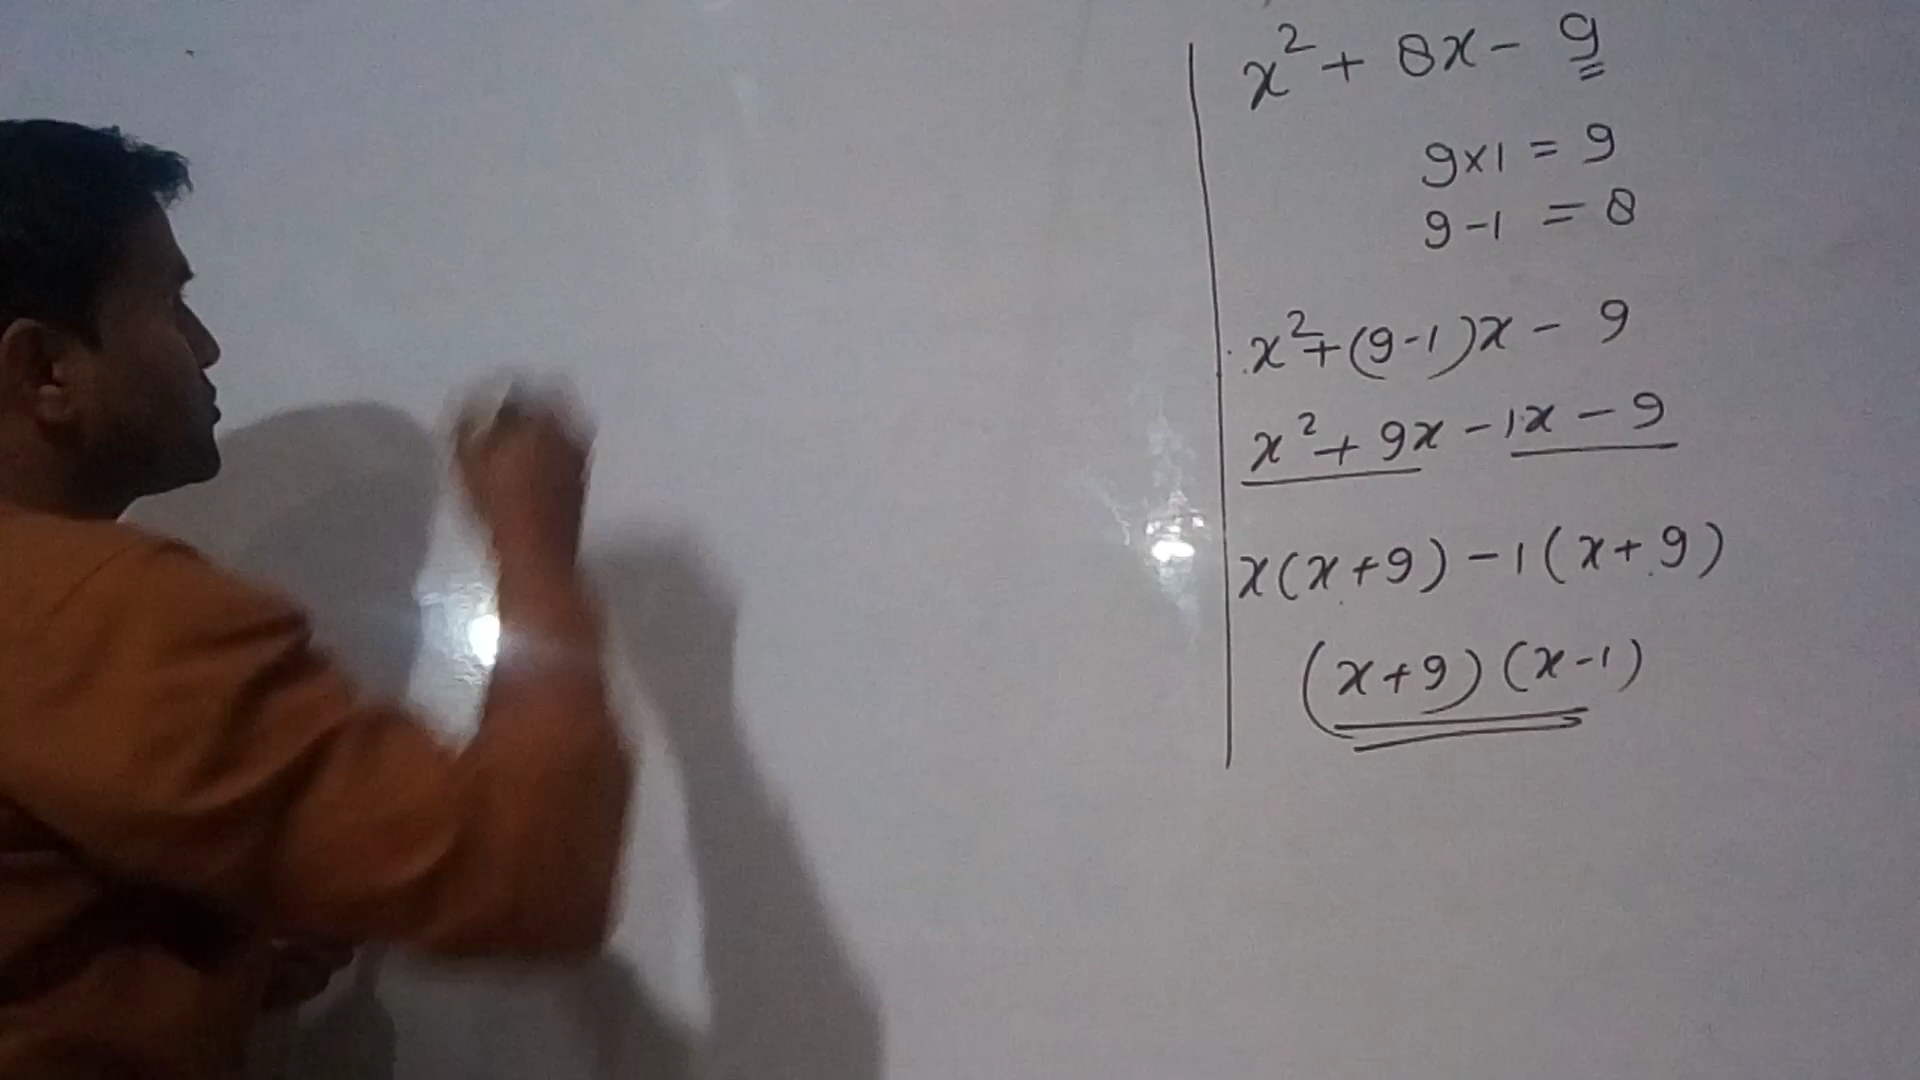 x² + 8x - 9
9×1 = 9
9-1 = 8
x²+(9-1)x - 9
x² + 9x - 1x - 9
x(x+9) - 1(x+9)
(x+9)(x-1)